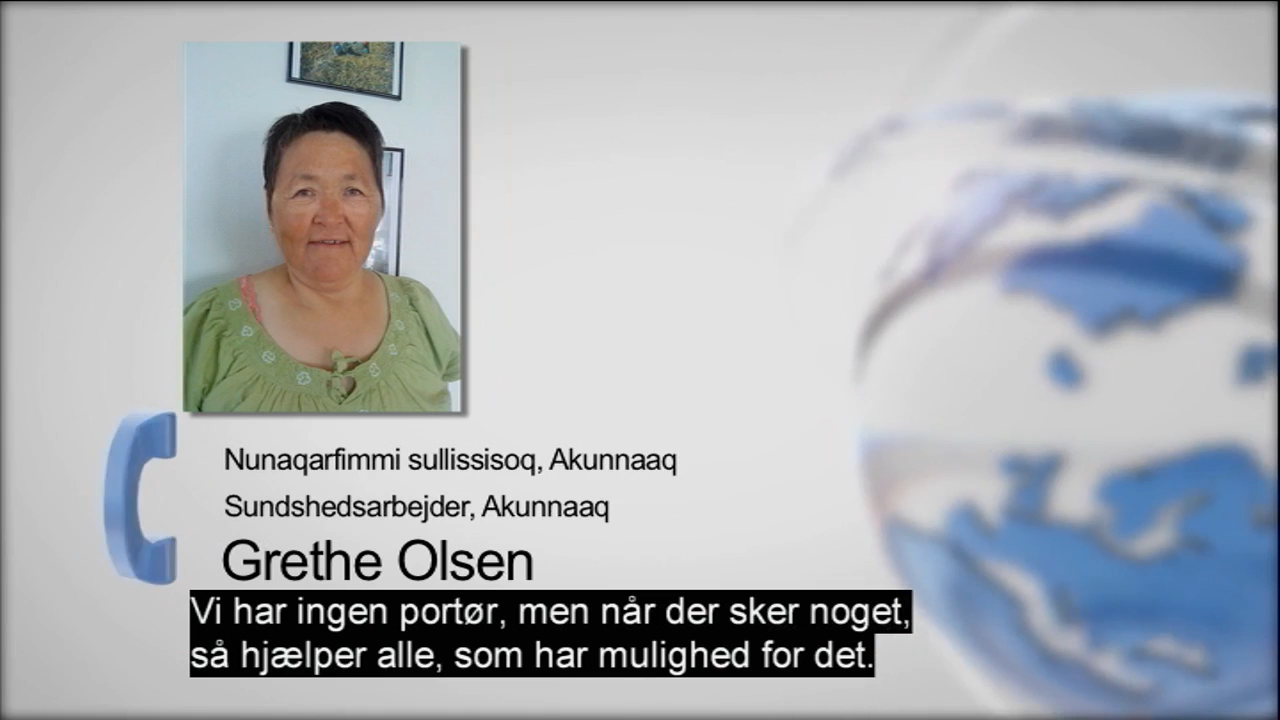 Nunaqarfimmi sullissisoq, Akunnaaq
Sundshedsarbejder, Akunnaaq
Grethe Olsen
Vi har ingen portør, men når der sker noget,
så hjælper alle, som har mulighed for det.